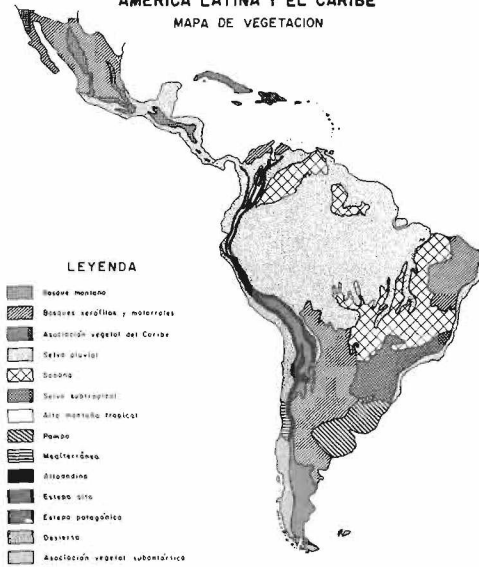 AMERICA LATINA Y EL CARIBE
MAPA DE VEGETACION
LEYENDA
Bosque montano
Bosques xerófilos y matorrales
Asociación vegetal del Caribe
Selva pluvial
Sabana
Selva subtropical
Alta montaña tropical
Pampa
Mediterránea
Altoandina
Estepa alta
Estepa patagónica
Desierto
Asociación vegetal subantártica